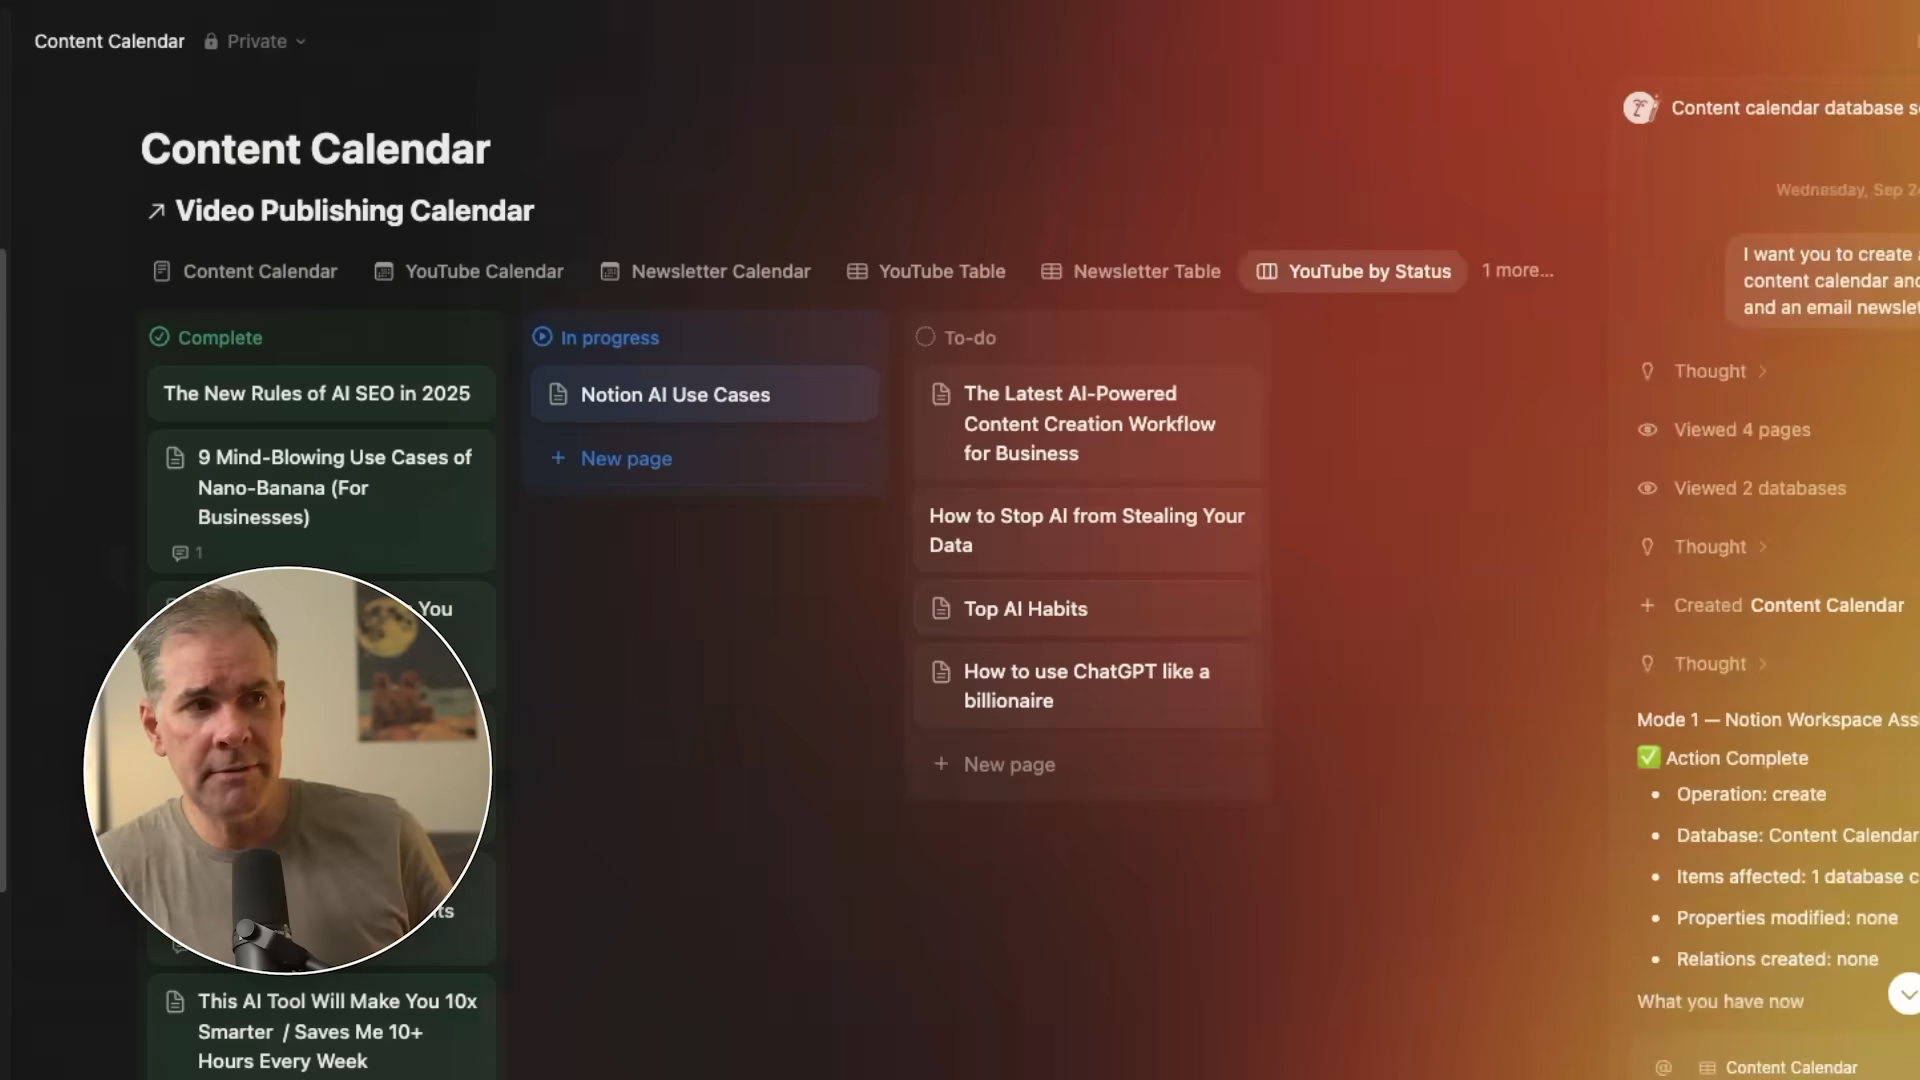 Content Calendar Private
Content Calendar
Video Publishing Calendar
Content Calendar YouTube Calendar Newsletter Calendar YouTube Table Newsletter Table YouTube by Status 1 more...
Complete
The New Rules of AI SEO in 2025
9 Mind-Blowing Use Cases of
Nano-Banana (For
Businesses)
1
You
This AI Tool Will Make You 10x
Smarter / Saves Me 10+
Hours Every Week
In progress
Notion AI Use Cases
+ New page
To-do
The Latest AI-Powered
Content Creation Workflow
for Business
How to Stop AI from Stealing Your
Data
Top AI Habits
How to use ChatGPT like a
billionaire
+ New page
Content calendar database
Wednesday, Sep
I want you to create
content calendar and
and an email
Thought
Viewed 4 pages
Viewed 2 databases
Thought
+ Created Content Calendar
Thought
Mode 1 — Notion Workspace
✅ Action Complete
• Operation: create
• Database: Content Calendar
• Items affected: 1 database
• Properties modified: none
• Relations created: none
What you have now
@ Content Calendar